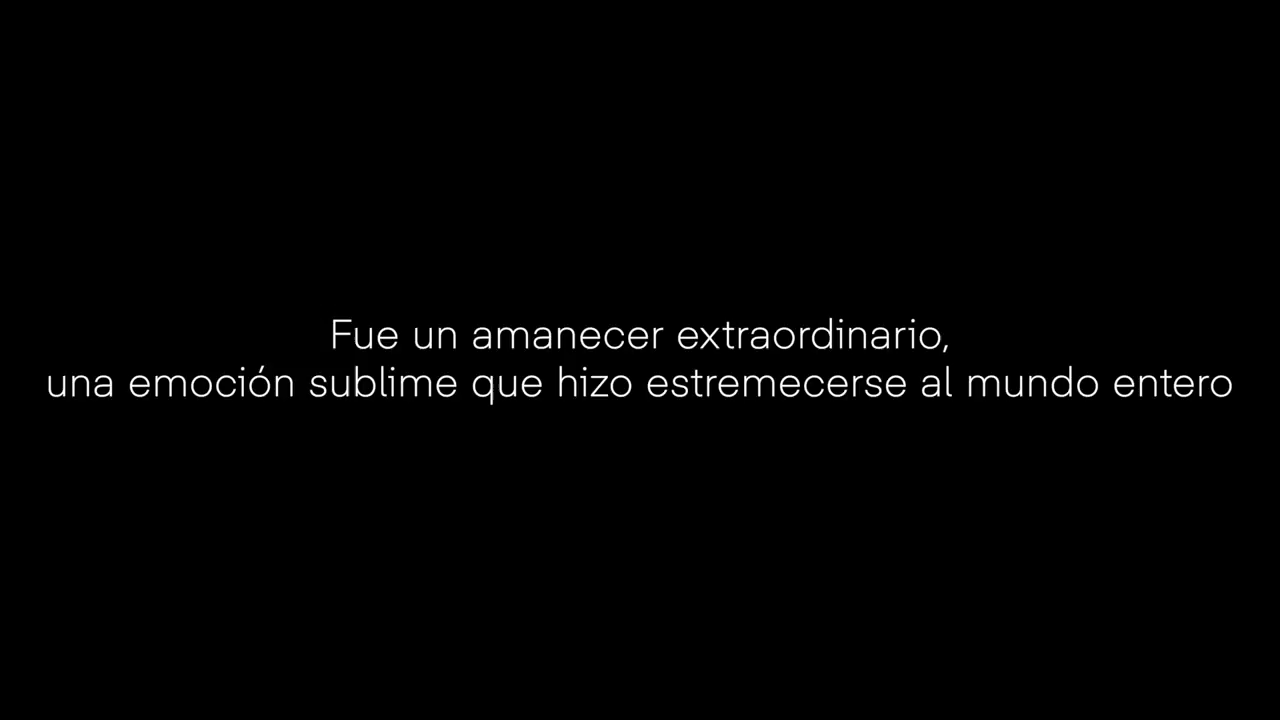 Fue un amanecer extraordinario,
una emoción sublime que hizo estremecerse al mundo entero